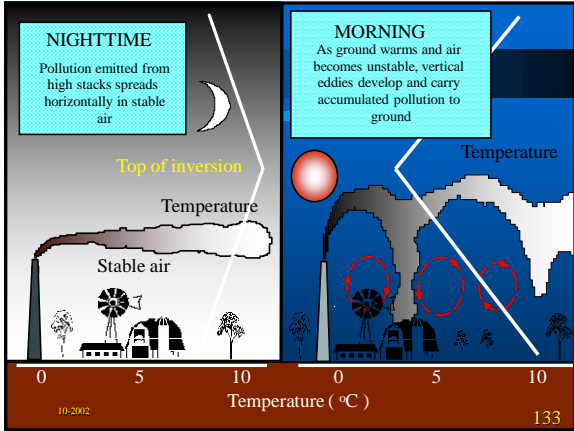 NIGHTTIME
Pollution emitted from
high stacks spreads
horizontally in stable
air
Top of inversion
Temperature
Stable air
MORNING
As ground warms and air
becomes unstable, vertical
eddies develop and carry
accumulated pollution to
ground
Temperature
0 5 10 0 5 10
Temperature ( ºC )
10-2002
133